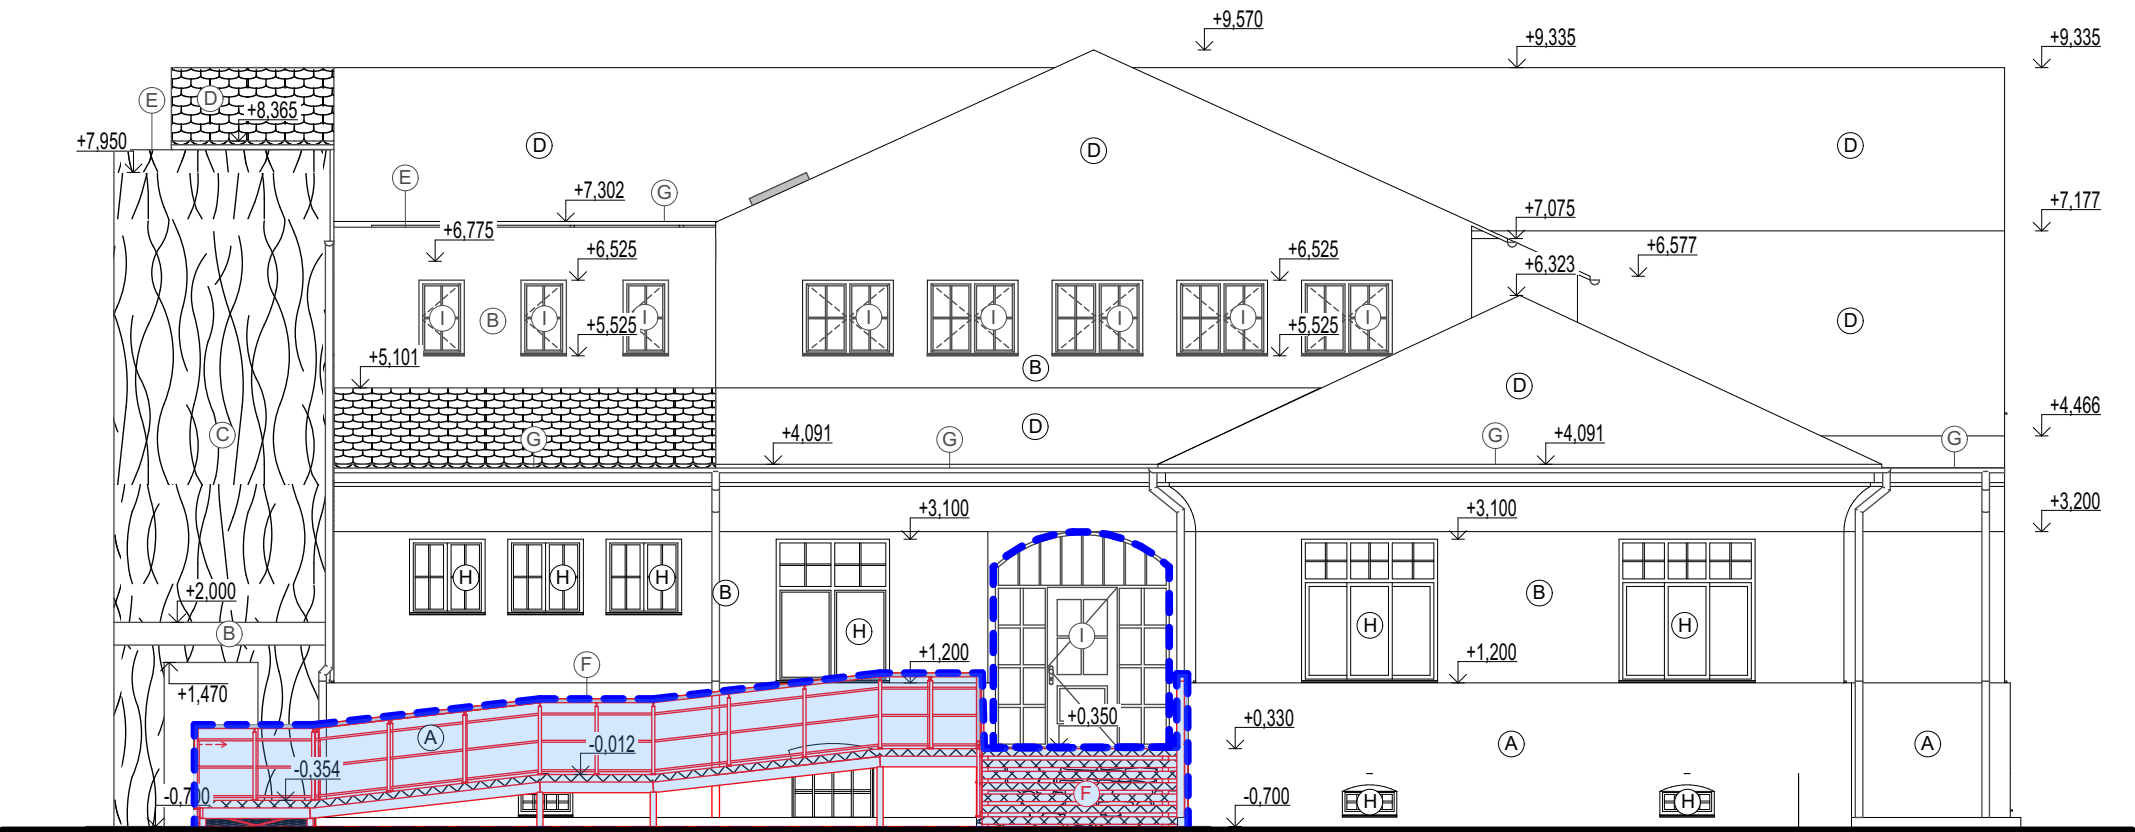 +9,570
+9,335
+9,335
E
D
+8,365
+7,950
D
D
D
E
+7,302
G
+7,075
+7,177
+6,775
+6,525
+6,525
+6,577
+6,323
I
B
I
I
I
I
I
I
I
D
+5,525
+5,525
+5,101
B
D
C
G
+4,091
G
D
G
+4,091
+4,466
G
+3,100
+3,100
+3,200
H
H
H
B
B
+2,000
B
H
I
H
H
F
+1,200
+1,200
+1,470
A
+0,350
+0,330
-0,012
A
A
-0,354
-0,700
F
-0,700
H
H